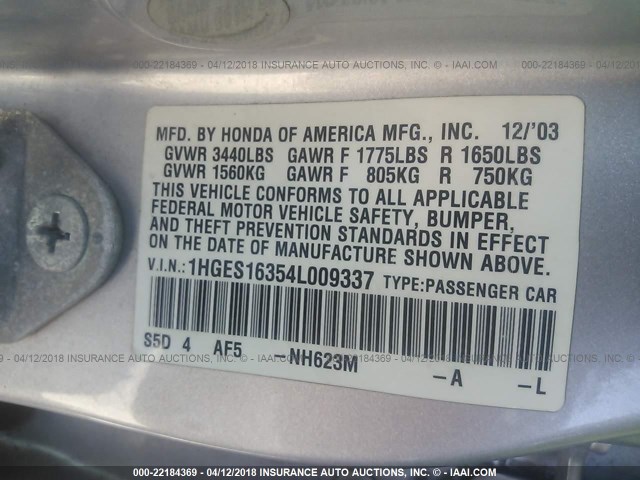 000-22184369 - 04/12/2018 INSURANCE AUTO AUCTIONS, INC. - © IAAI.COM
MFD. BY HONDA OF AMERICA MFG., INC. 12/'03
GVWR 3440LBS GAWR F 1775LBS R 1650LBS
GVWR 1560KG GAWR F 805KG R 750KG
THIS VEHICLE CONFORMS TO ALL APPLICABLE
FEDERAL MOTOR VEHICLE SAFETY, BUMPER,
AND THEFT PREVENTION STANDARDS IN EFFECT
ON THE DATE OF MANUFACTURE SHOWN ABOVE.
V.I.N.: 1HGES16354L009337 TYPE:PASSENGER CAR
S5D 4 AF5 -NH623M -A -L
000-22184369 - 04/12/2018 INSURANCE AUTO AUCTIONS, INC. - © IAAI.COM